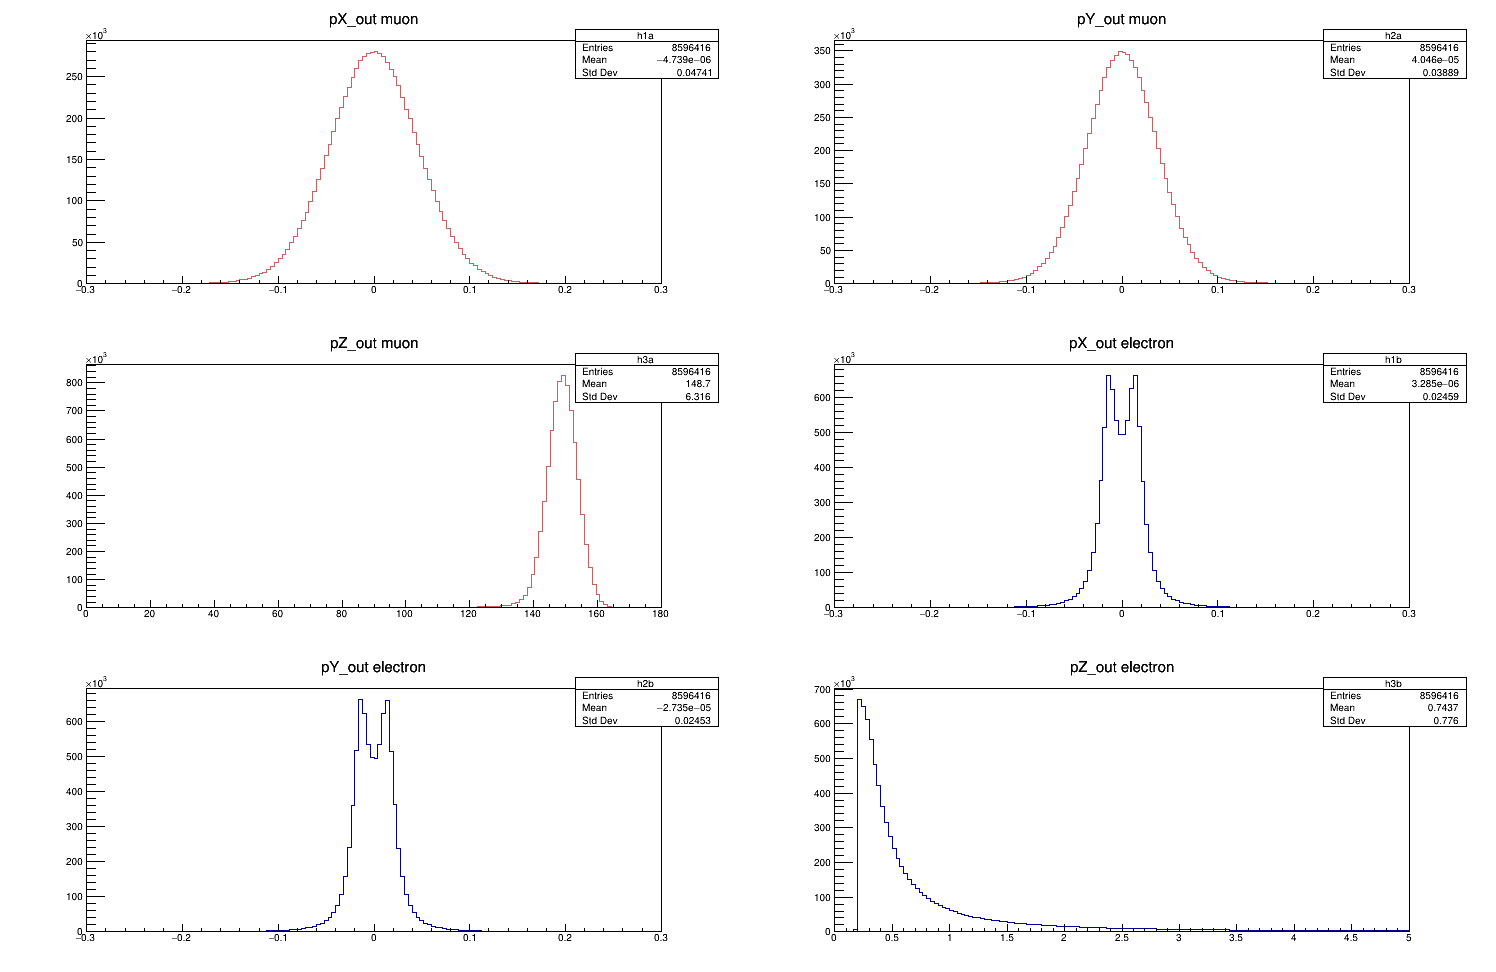 pX_out muon
×10³
h1a
Entries 8596416
Mean −4.739e−06
Std Dev 0.04741
250
200
150
100
50
0
−0.3 −0.2 −0.1 0 0.1 0.2 0.3
pY_out muon
×10³
h2a
Entries 8596416
Mean 4.046e−05
Std Dev 0.03889
350
300
250
200
150
100
50
0
−0.3 −0.2 −0.1 0 0.1 0.2 0.3
pZ_out muon
×10³
h3a
Entries 8596416
Mean 148.7
Std Dev 6.316
800
700
600
500
400
300
200
100
0
0 20 40 60 80 100 120 140 160 180
pX_out electron
×10³
h1b
Entries 8596416
Mean 3.285e−06
Std Dev 0.02459
600
500
400
300
200
100
0
−0.3 −0.2 −0.1 0 0.1 0.2 0.3
pY_out electron
×10³
h2b
Entries 8596416
Mean −2.735e−05
Std Dev 0.02453
600
500
400
300
200
100
0
−0.3 −0.2 −0.1 0 0.1 0.2 0.3
pZ_out electron
×10³
h3b
Entries 8596416
Mean 0.7437
Std Dev 0.776
700
600
500
400
300
200
100
0
0 0.5 1 1.5 2 2.5 3 3.5 4 4.5 5